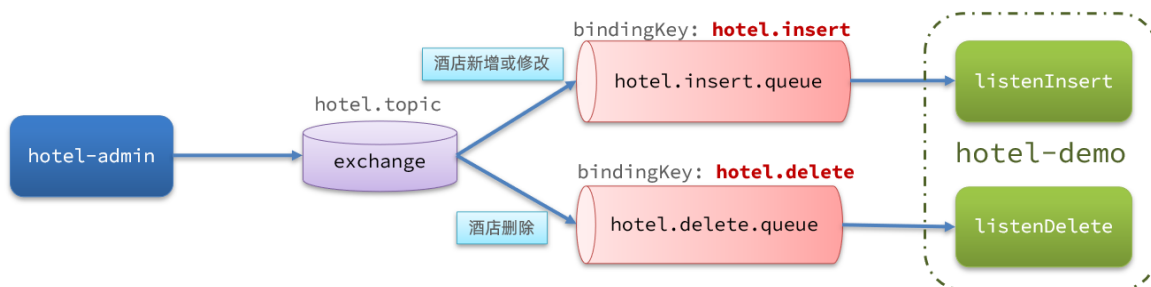 bindingKey: hotel.insert
酒店新增或修改
hotel.insert.queue
listenInsert
hotel.topic
hotel-admin
exchange
hotel-demo
bindingKey: hotel.delete
酒店删除
hotel.delete.queue
listenDelete